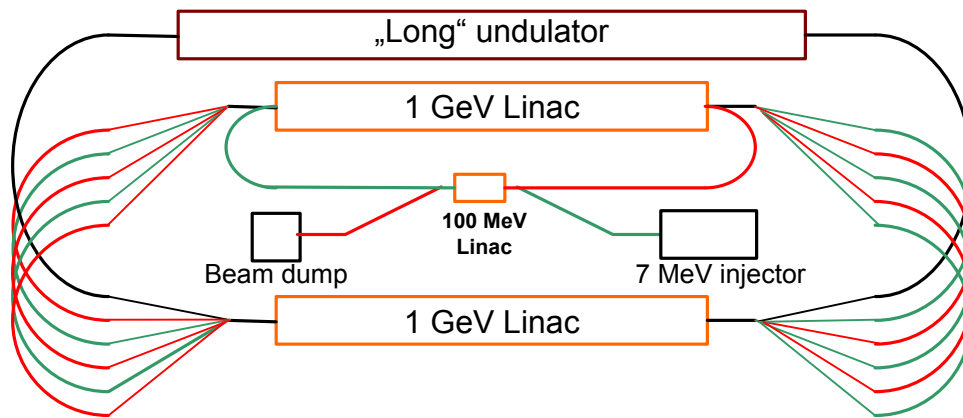 „Long“ undulator
1 GeV Linac
100 MeV
Linac
Beam dump
7 MeV injector
1 GeV Linac